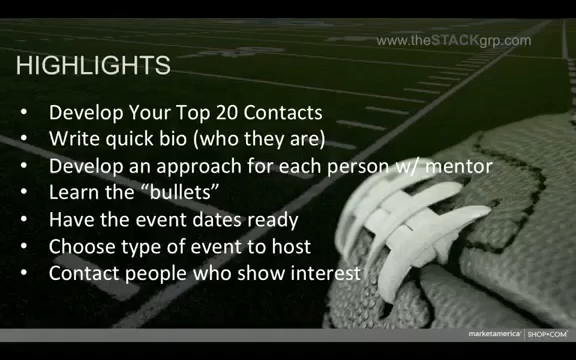 www.theSTACKgrp.com
HIGHLIGHTS
• Develop Your Top 20 Contacts
• Write quick bio (who they are)
• Develop an approach for each person w/ mentor
• Learn the “bullets”
• Have the event dates ready
• Choose type of event to host
• Contact people who show interest
marketamerica® | SHOP•COM®